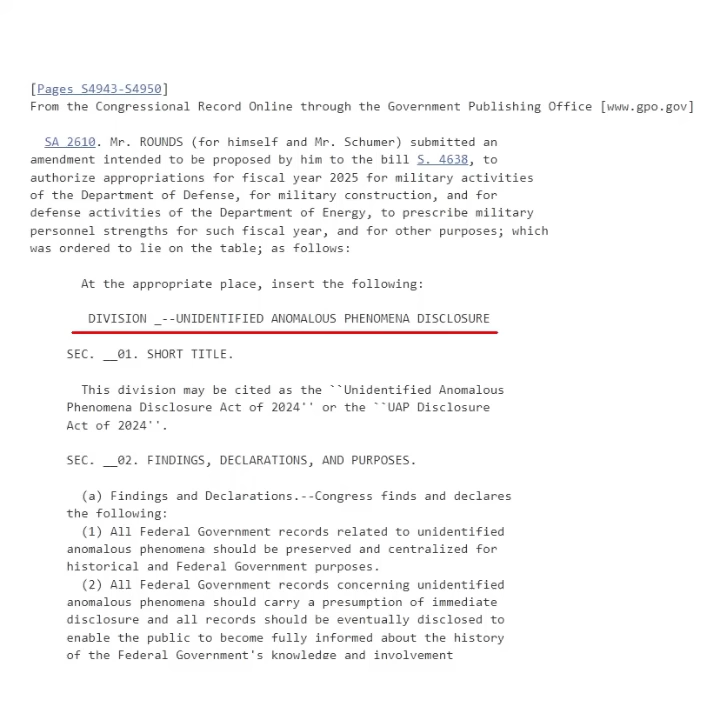 [Pages S4943-S4950]
From the Congressional Record Online through the Government Publishing Office [www.gpo.gov]
SA 2610. Mr. ROUNDS (for himself and Mr. Schumer) submitted an
amendment intended to be proposed by him to the bill S. 4638, to
authorize appropriations for fiscal year 2025 for military activities
of the Department of Defense, for military construction, and for
defense activities of the Department of Energy, to prescribe military
personnel strengths for such fiscal year, and for other purposes; which
was ordered to lie on the table; as follows:
At the appropriate place, insert the following:
DIVISION _--UNIDENTIFIED ANOMALOUS PHENOMENA DISCLOSURE
SEC. __01. SHORT TITLE.
This division may be cited as the ``Unidentified Anomalous
Phenomena Disclosure Act of 2024'' or the ``UAP Disclosure
Act of 2024''.
SEC. __02. FINDINGS, DECLARATIONS, AND PURPOSES.
(a) Findings and Declarations.--Congress finds and declares
the following:
(1) All Federal Government records related to unidentified
anomalous phenomena should be preserved and centralized for
historical and Federal Government purposes.
(2) All Federal Government records concerning unidentified
anomalous phenomena should carry a presumption of immediate
disclosure and all records should be eventually disclosed to
enable the public to become fully informed about the history
of the Federal Government's knowledge and involvement